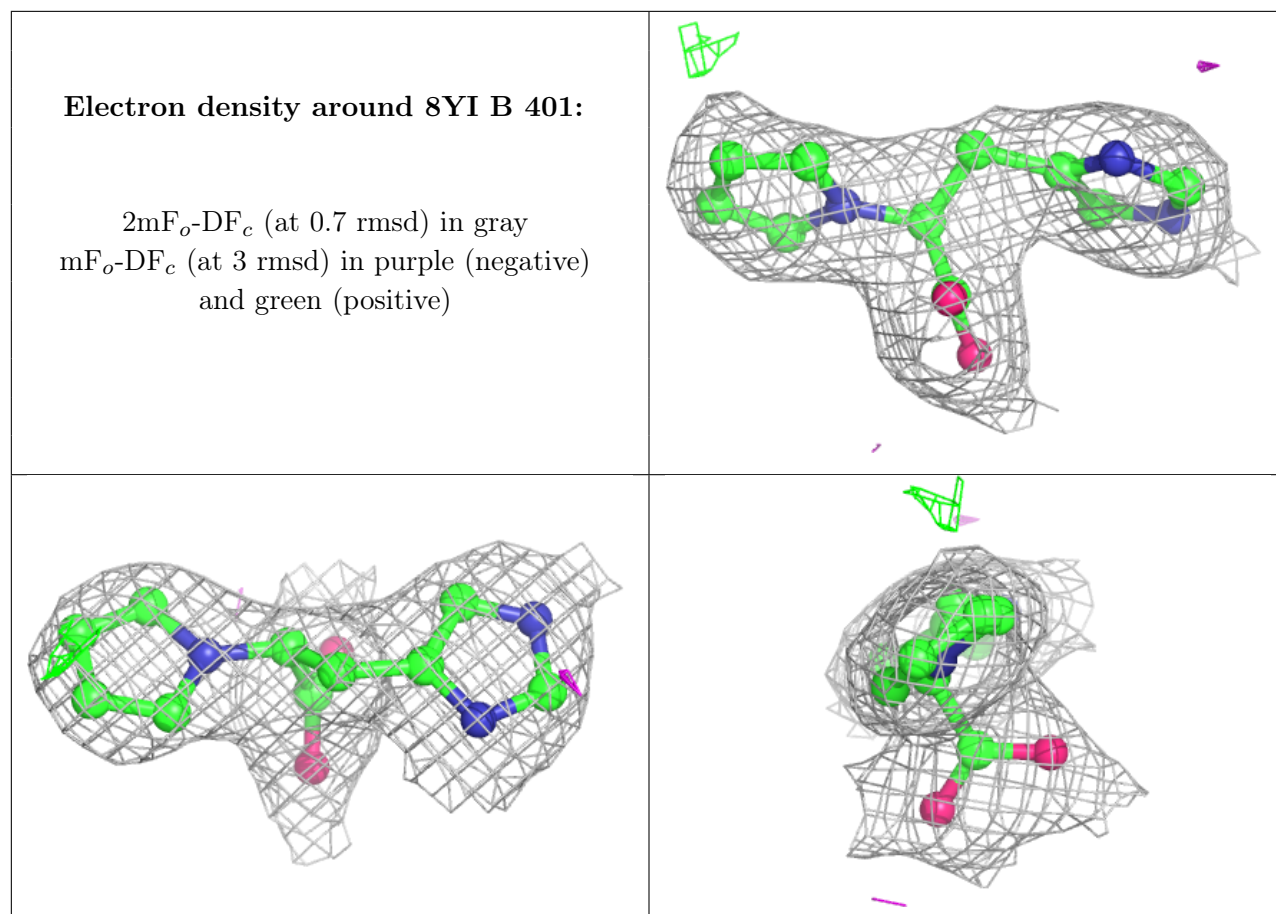 Electron density around 8YI B 401:
2mFo-DFc (at 0.7 rmsd) in gray
mFo-DFc (at 3 rmsd) in purple (negative)
and green (positive)